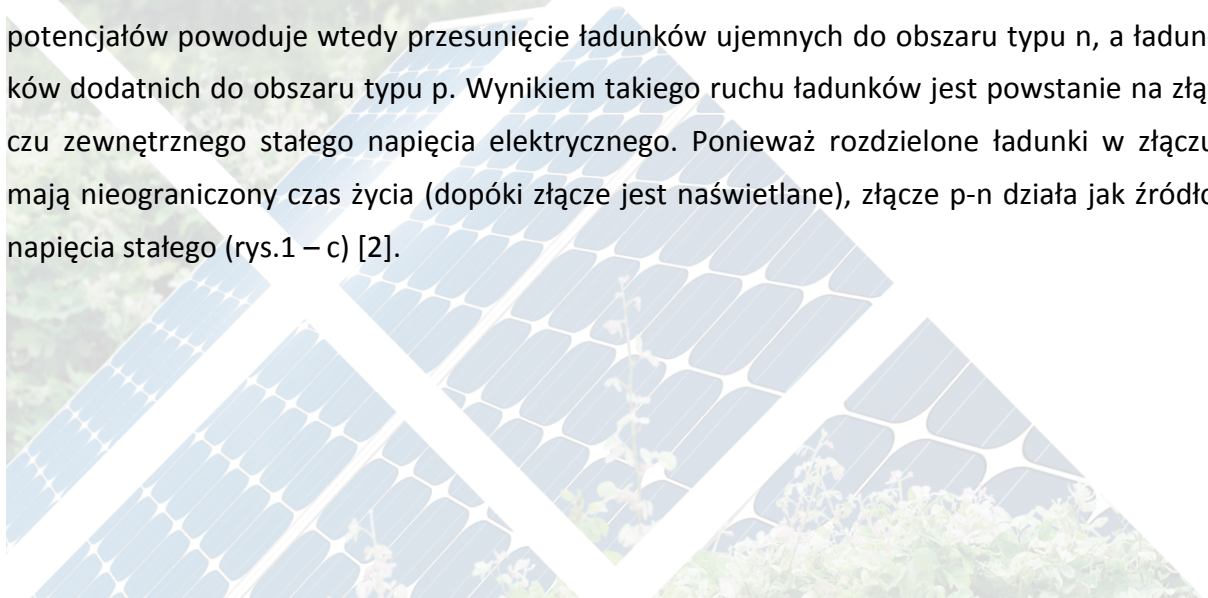 potencjałów powoduje wtedy przesunięcie ładunków ujemnych do obszaru typu n, a ładun
ków dodatnich do obszaru typu p. Wynikiem takiego ruchu ładunków jest powstanie na złą
czu zewnętrznego stałego napięcia elektrycznego. Ponieważ rozdzielone ładunki w złączu
mają nieograniczony czas życia (dopóki złącze jest naświetlane), złącze p-n działa jak źródło
napięcia stałego (rys.1 – c) [2].